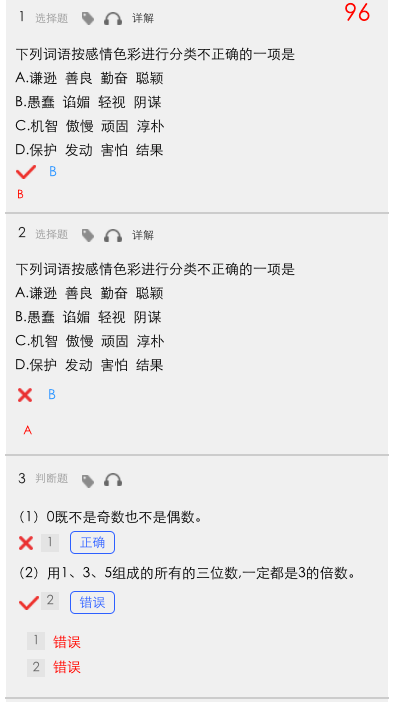 1 选择题 详解 96
下列词语按感情色彩进行分类不正确的一项是
A.谦逊 善良 勤奋 聪颖
B.愚蠢 谄媚 轻视 阴谋
C.机智 傲慢 顽固 淳朴
D.保护 发动 害怕 结果
B
B
2 选择题 详解
下列词语按感情色彩进行分类不正确的一项是
A.谦逊 善良 勤奋 聪颖
B.愚蠢 谄媚 轻视 阴谋
C.机智 傲慢 顽固 淳朴
D.保护 发动 害怕 结果
B
A
3 判断题
（1）0既不是奇数也不是偶数。
1 正确
（2）用1、3、5组成的所有的三位数,一定都是3的倍数。
2 错误
1 错误
2 错误